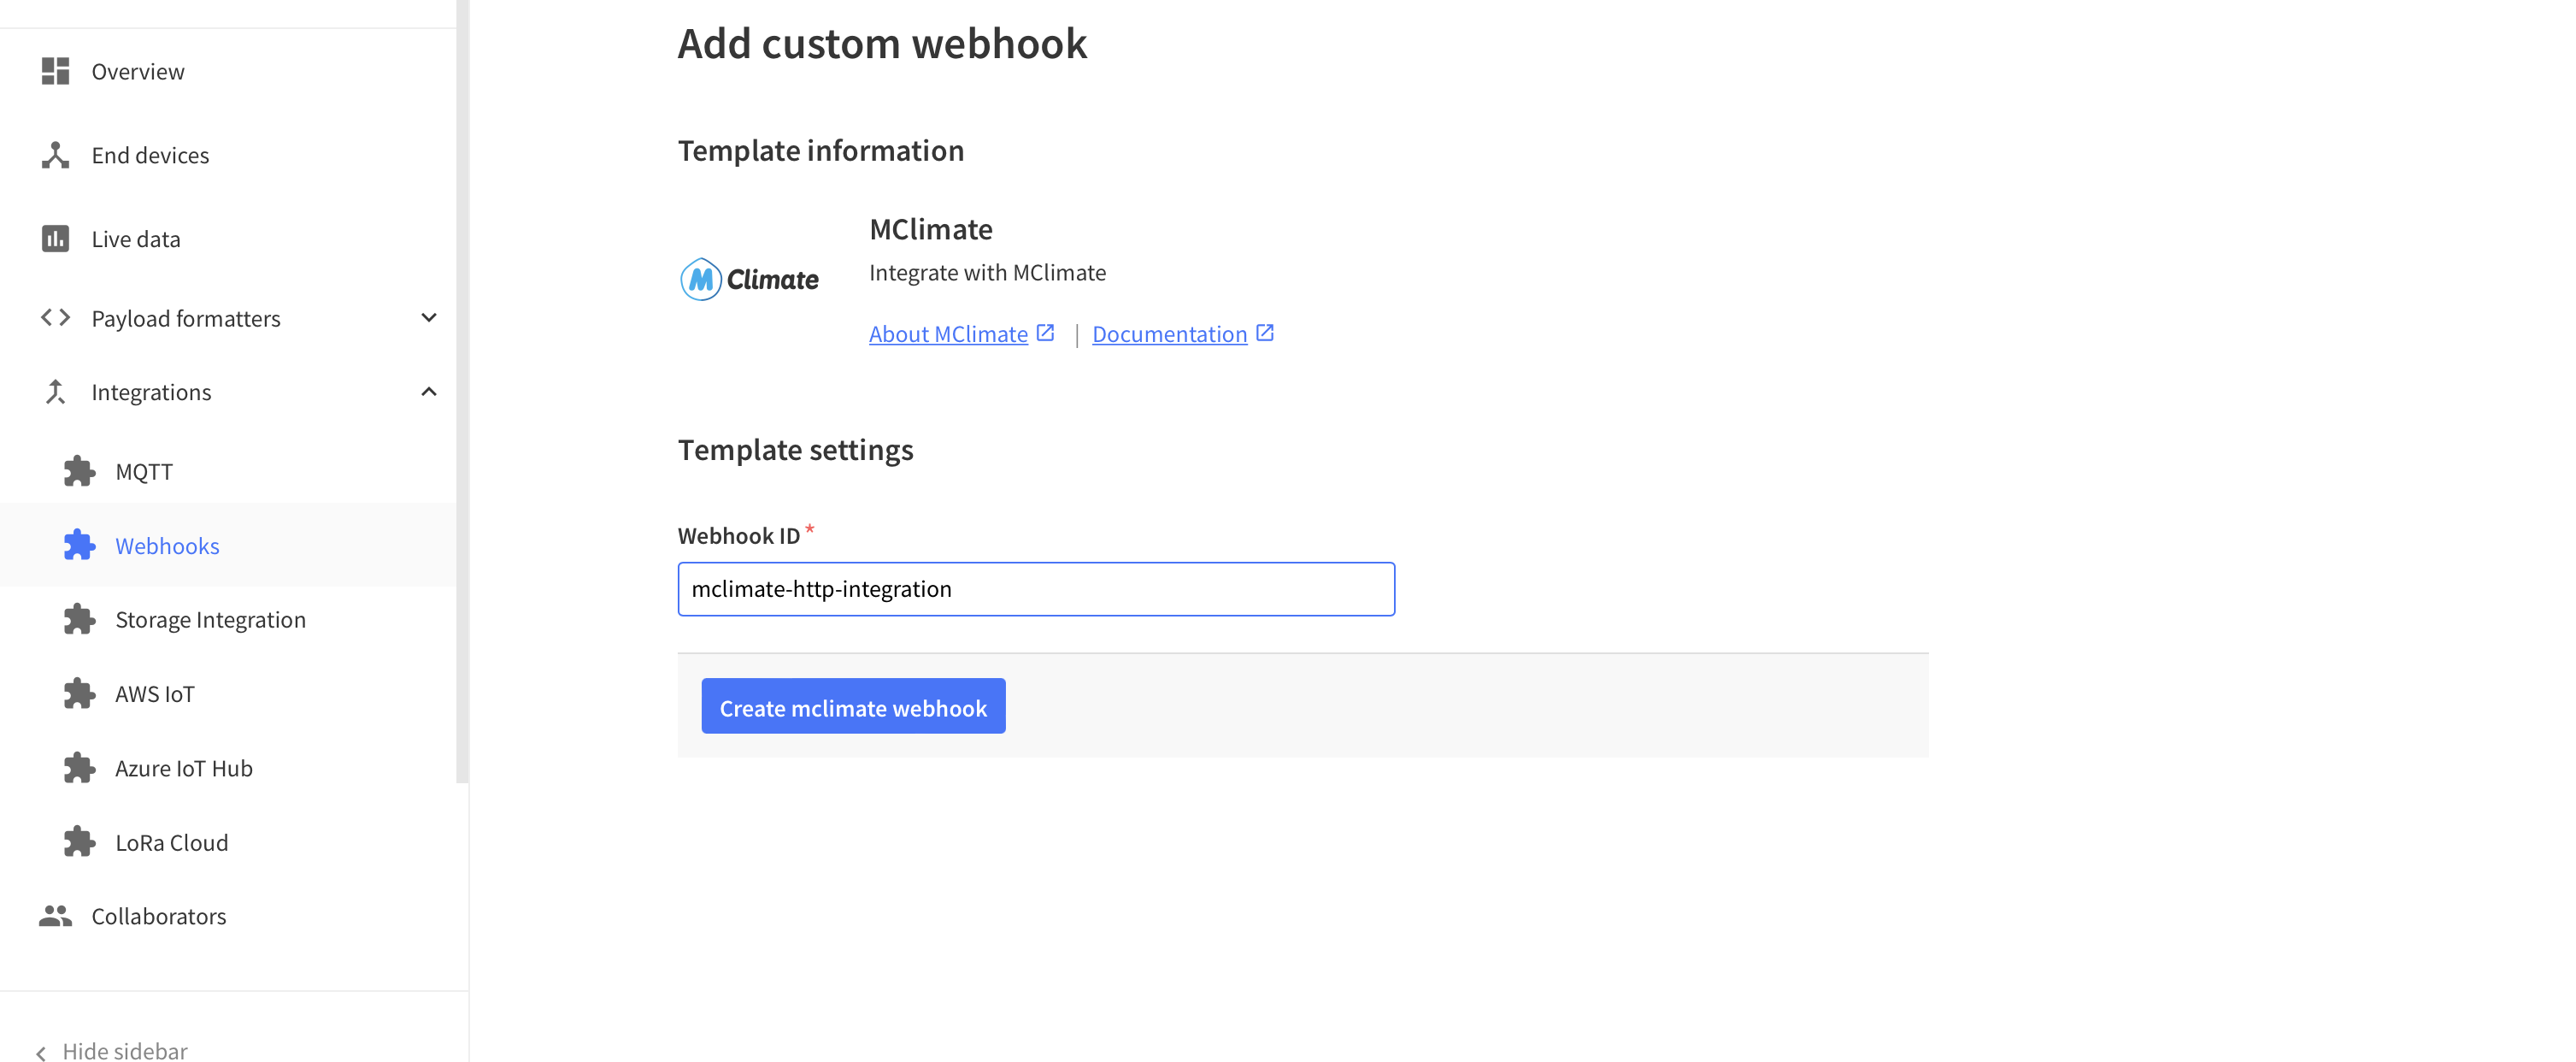 Overview
End devices
Live data
Payload formatters
Integrations
MQTT
Webhooks
Storage Integration
AWS IoT
Azure IoT Hub
LoRa Cloud
Collaborators
Hide sidebar
Add custom webhook
Template information
M Climate
MClimate
Integrate with MClimate
About MClimate | Documentation
Template settings
Webhook ID *
mclimate-http-integration
Create mclimate webhook